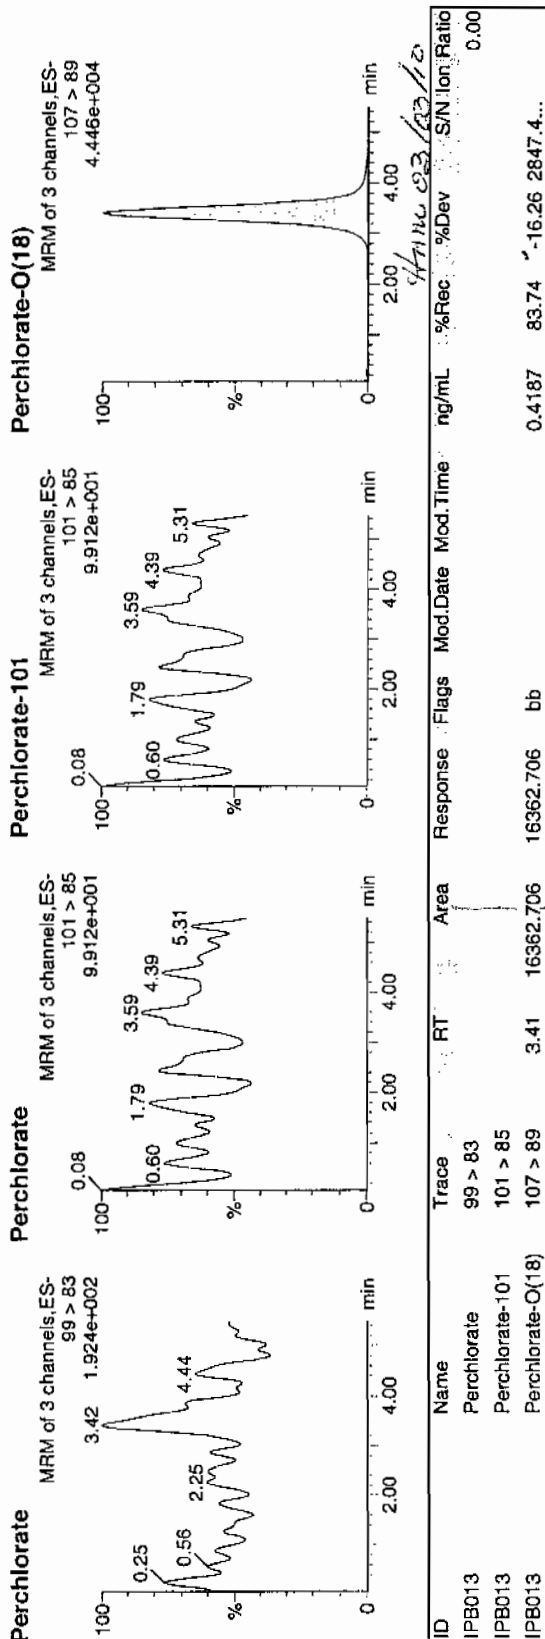 Perchlorate
MRM of 3 channels,ES-
99 > 83
1.924e+002
100
%
0
0.25
0.56
2.25
3.42
4.44
2.00
4.00
min
Perchlorate
MRM of 3 channels,ES-
101 > 85
9.912e+001
100
%
0
0.08
0.60
1.79
3.59
4.39
5.31
2.00
4.00
min
Perchlorate-101
MRM of 3 channels,ES-
101 > 85
9.912e+001
100
%
0
0.08
0.60
1.79
3.59
4.39
5.31
2.00
4.00
min
Perchlorate-O(18)
MRM of 3 channels,ES-
107 > 89
4.446e+004
100
%
0
2.00
4.00
min
03/03/10
ID Name Trace RT Area Response Flags Mod.Date Mod.Time ng/mL %Rec %Dev S/N Ion Ratio
IPB013 Perchlorate 99 > 83 0.00
IPB013 Perchlorate-101 101 > 85
IPB013 Perchlorate-O(18) 107 > 89 3.41 16362.706 16362.706 bb 0.4187 83.74 -16.26 2847.4...